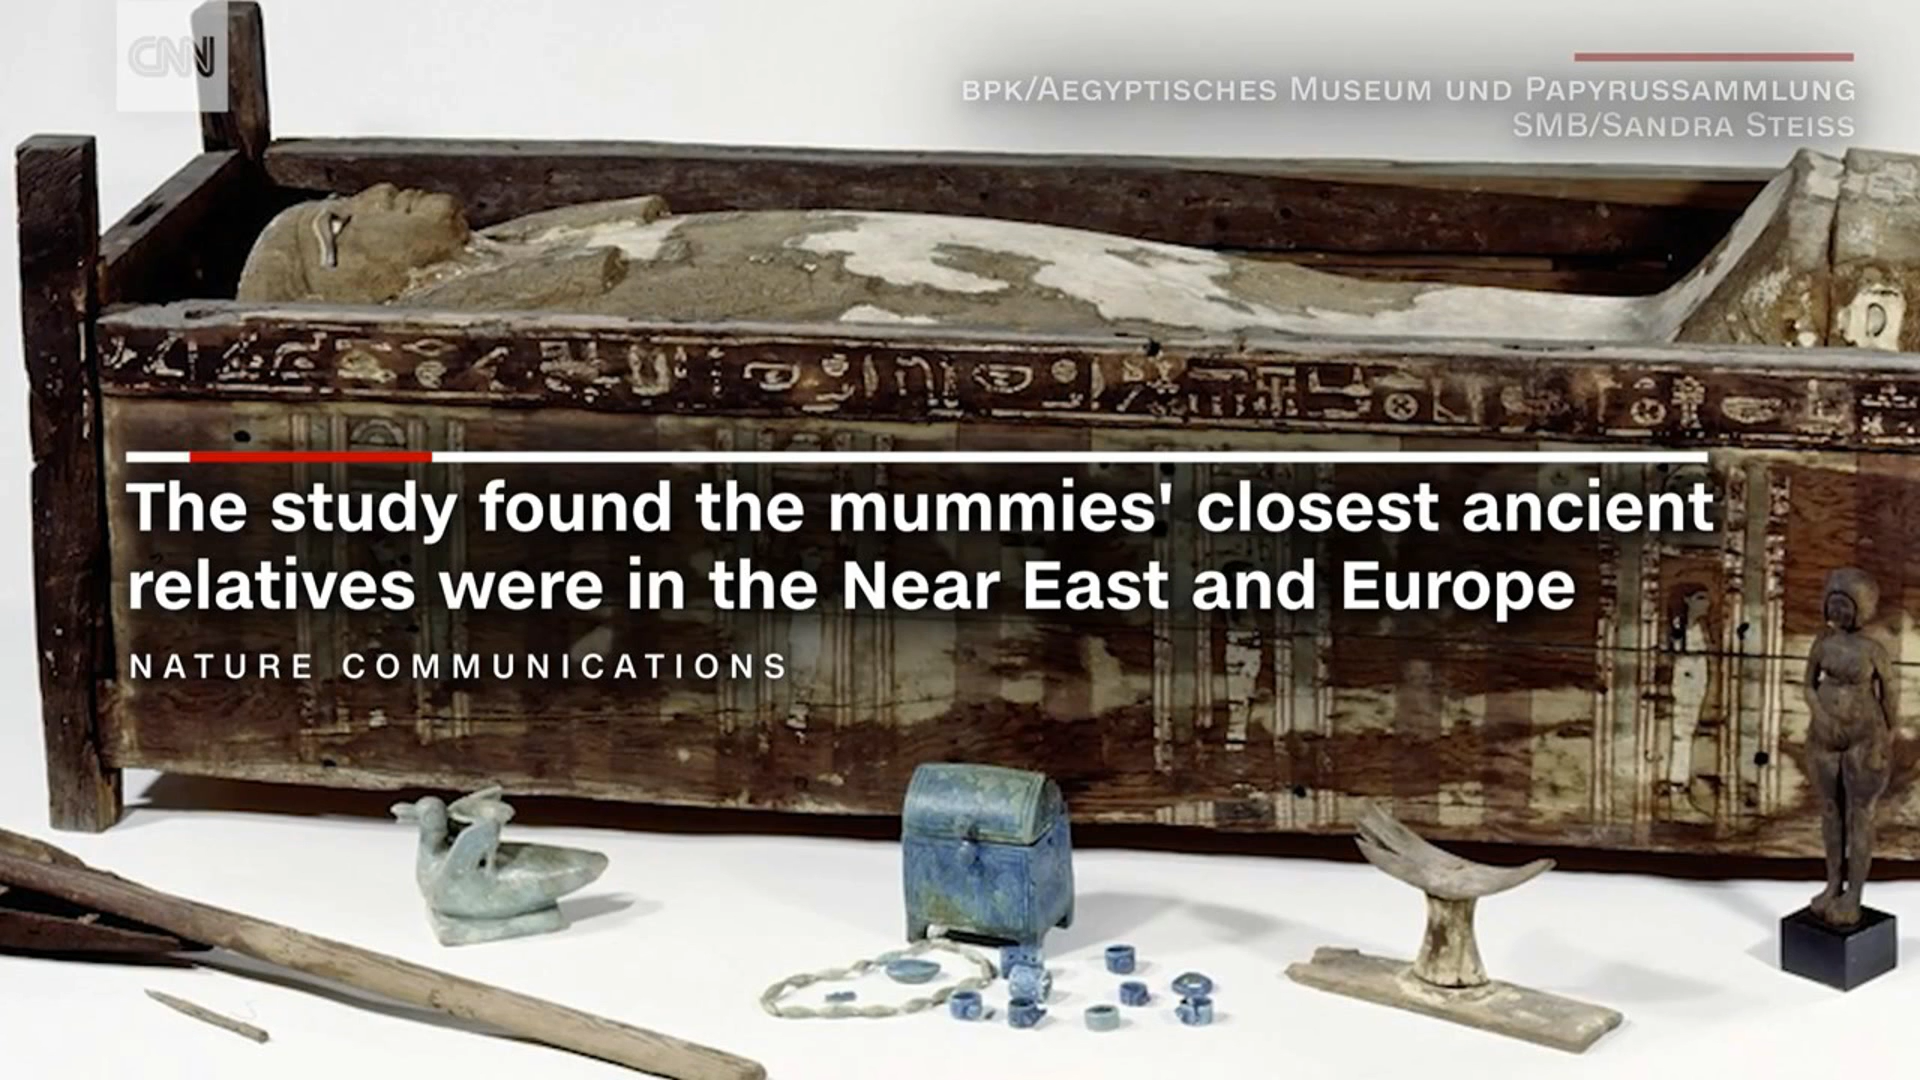 CNN
BPK/AEGYPTISCHES MUSEUM UND PAPYRUSSAMMLUNG
SMB/SANDRA STEISS
The study found the mummies' closest ancient
relatives were in the Near East and Europe
NATURE COMMUNICATIONS